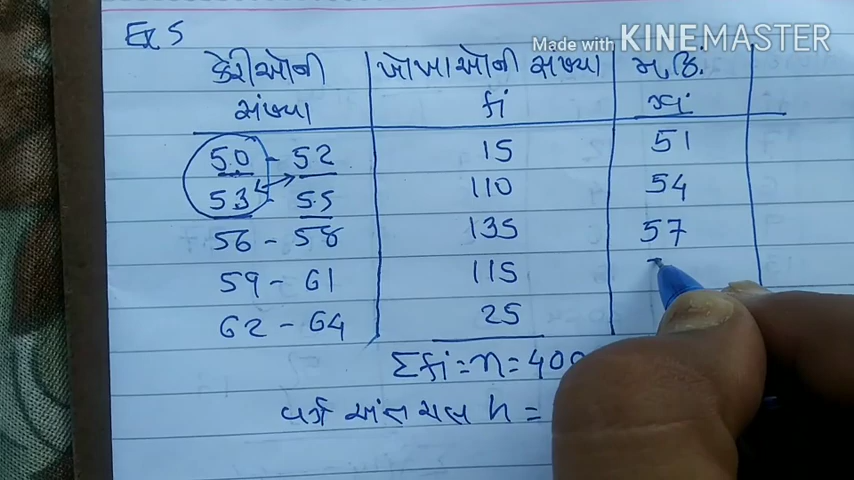 Ex 5
Made with KINEMASTER
કેરીઓની ખોખાઓની સંખ્યા મ.કિં.
સંખ્યા fi xi
50 - 52 15 51
53 - 55 110 54
56 - 58 135 57
59 - 61 115
62 - 64 25
Σfi = n = 400
વર્ગ અંતરાલ h =